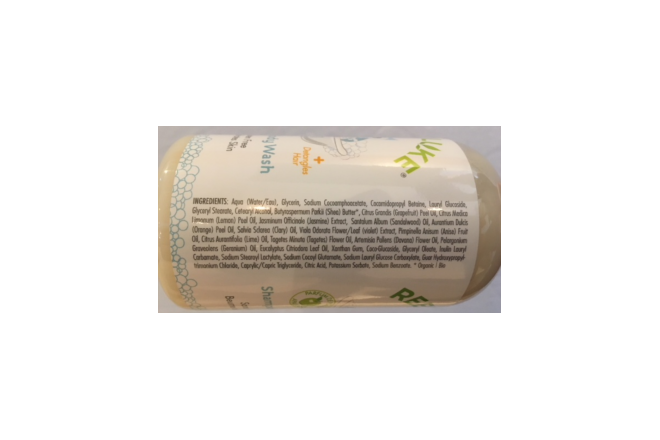 UKE®
+
Detangles
Hair
Wash
Skin
INGREDIENTS: Aqua (Water/Eau), Glycerin, Sodium Cocoamphoacetate, Cocamidopropyl Betaine, Lauryl Glucoside,
Glyceryl Stearate, Cetearyl Alcohol, Butyrospermum Parkii (Shea) Butter*, Citrus Grandis (Grapefruit) Peel Oil, Citrus Medica
Limonum (Lemon) Peel Oil, Jasminum Officinale (Jasmine) Extract, Santalum Album (Sandalwood) Oil, Aurantium Dulcis
(Orange) Peel Oil, Salvia Sclarea (Clary) Oil, Viola Odorata Flower/Leaf (violet) Extract, Pimpinella Anisum (Anise) Fruit
Oil, Citrus Aurantifolia (Lime) Oil, Tagetes Minuta (Tagetes) Flower Oil, Artemisia Pallens (Davana) Flower Oil, Pelargonium
Graveolens (Geranium) Oil, Eucalyptus Citriodora Leaf Oil, Xanthan Gum, Coco-Glucoside, Glyceryl Oleate, Inulin Lauryl
Carbamate, Sodium Stearoyl Lactylate, Sodium Cocoyl Glutamate, Sodium Lauryl Glucose Carboxylate, Guar Hydroxypropyl-
trimonium Chloride, Caprylic/Capric Triglyceride, Citric Acid, Potassium Sorbate, Sodium Benzoate. * Organic / Bio